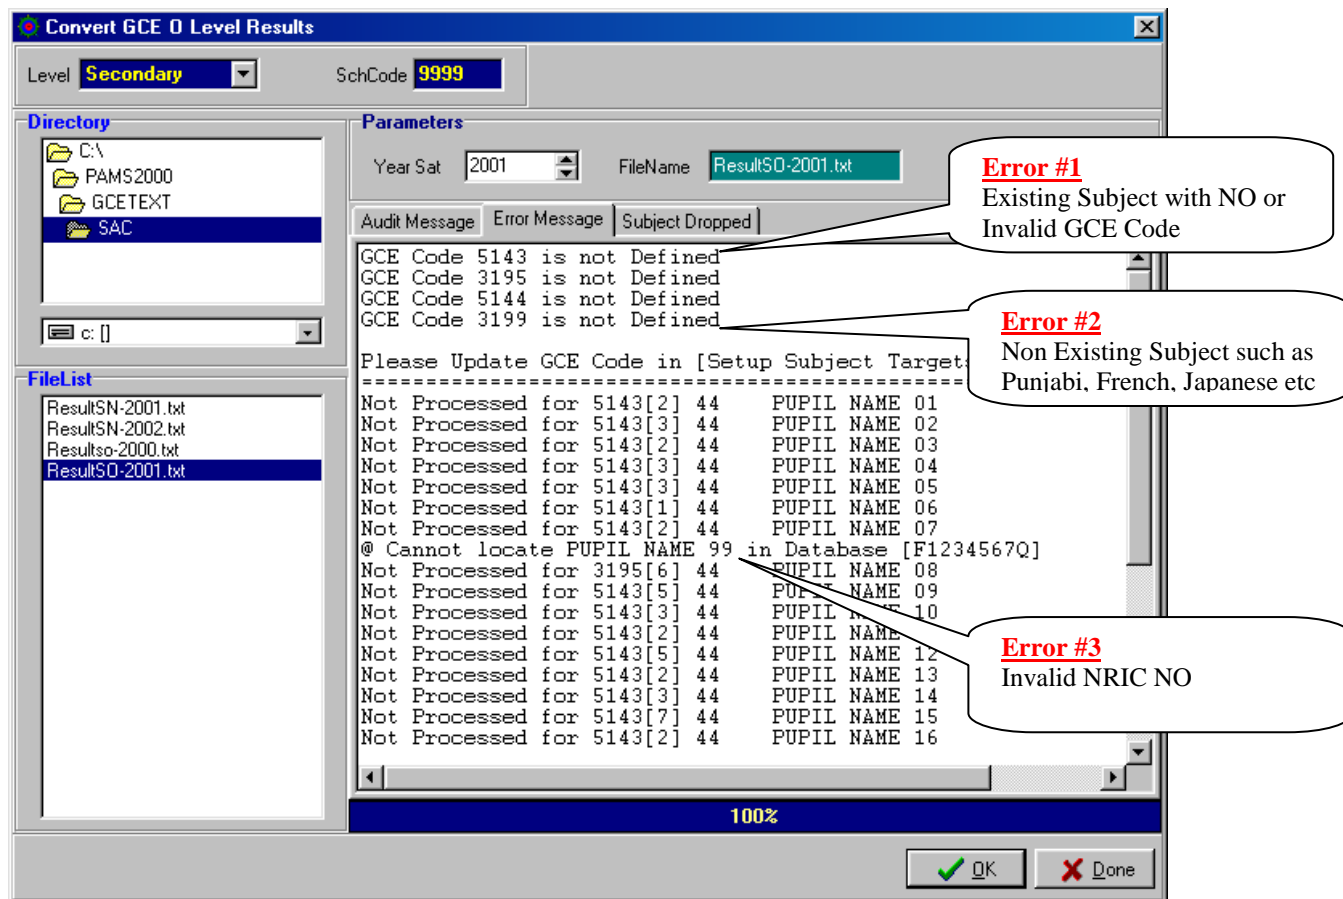 Convert GCE O Level Results
Level Secondary SchCode 9999
Directory
C:\
PAMS2000
GCETEXT
SAC
c: []
FileList
ResultSN-2001.txt
ResultSN-2002.txt
Resultso-2000.txt
ResultSO-2001.txt
Parameters
Year Sat 2001 FileName ResultSO-2001.txt
Audit Message Error Message Subject Dropped
GCE Code 5143 is not Defined
GCE Code 3195 is not Defined
GCE Code 5144 is not Defined
GCE Code 3199 is not Defined
Please Update GCE Code in [Setup Subject Targets
================================================
Not Processed for 5143[2] 44 PUPIL NAME 01
Not Processed for 5143[3] 44 PUPIL NAME 02
Not Processed for 5143[2] 44 PUPIL NAME 03
Not Processed for 5143[3] 44 PUPIL NAME 04
Not Processed for 5143[3] 44 PUPIL NAME 05
Not Processed for 5143[1] 44 PUPIL NAME 06
Not Processed for 5143[2] 44 PUPIL NAME 07
@ Cannot locate PUPIL NAME 99 in Database [F1234567Q]
Not Processed for 3195[6] 44 PUPIL NAME 08
Not Processed for 5143[5] 44 PUPIL NAME 09
Not Processed for 5143[3] 44 PUPIL NAME 10
Not Processed for 5143[2] 44 PUPIL NAME
Not Processed for 5143[5] 44 PUPIL NAME 12
Not Processed for 5143[2] 44 PUPIL NAME 13
Not Processed for 5143[3] 44 PUPIL NAME 14
Not Processed for 5143[7] 44 PUPIL NAME 15
Not Processed for 5143[2] 44 PUPIL NAME 16
100%
OK Done
Error #1
Existing Subject with NO or
Invalid GCE Code
Error #2
Non Existing Subject such as
Punjabi, French, Japanese etc
Error #3
Invalid NRIC NO